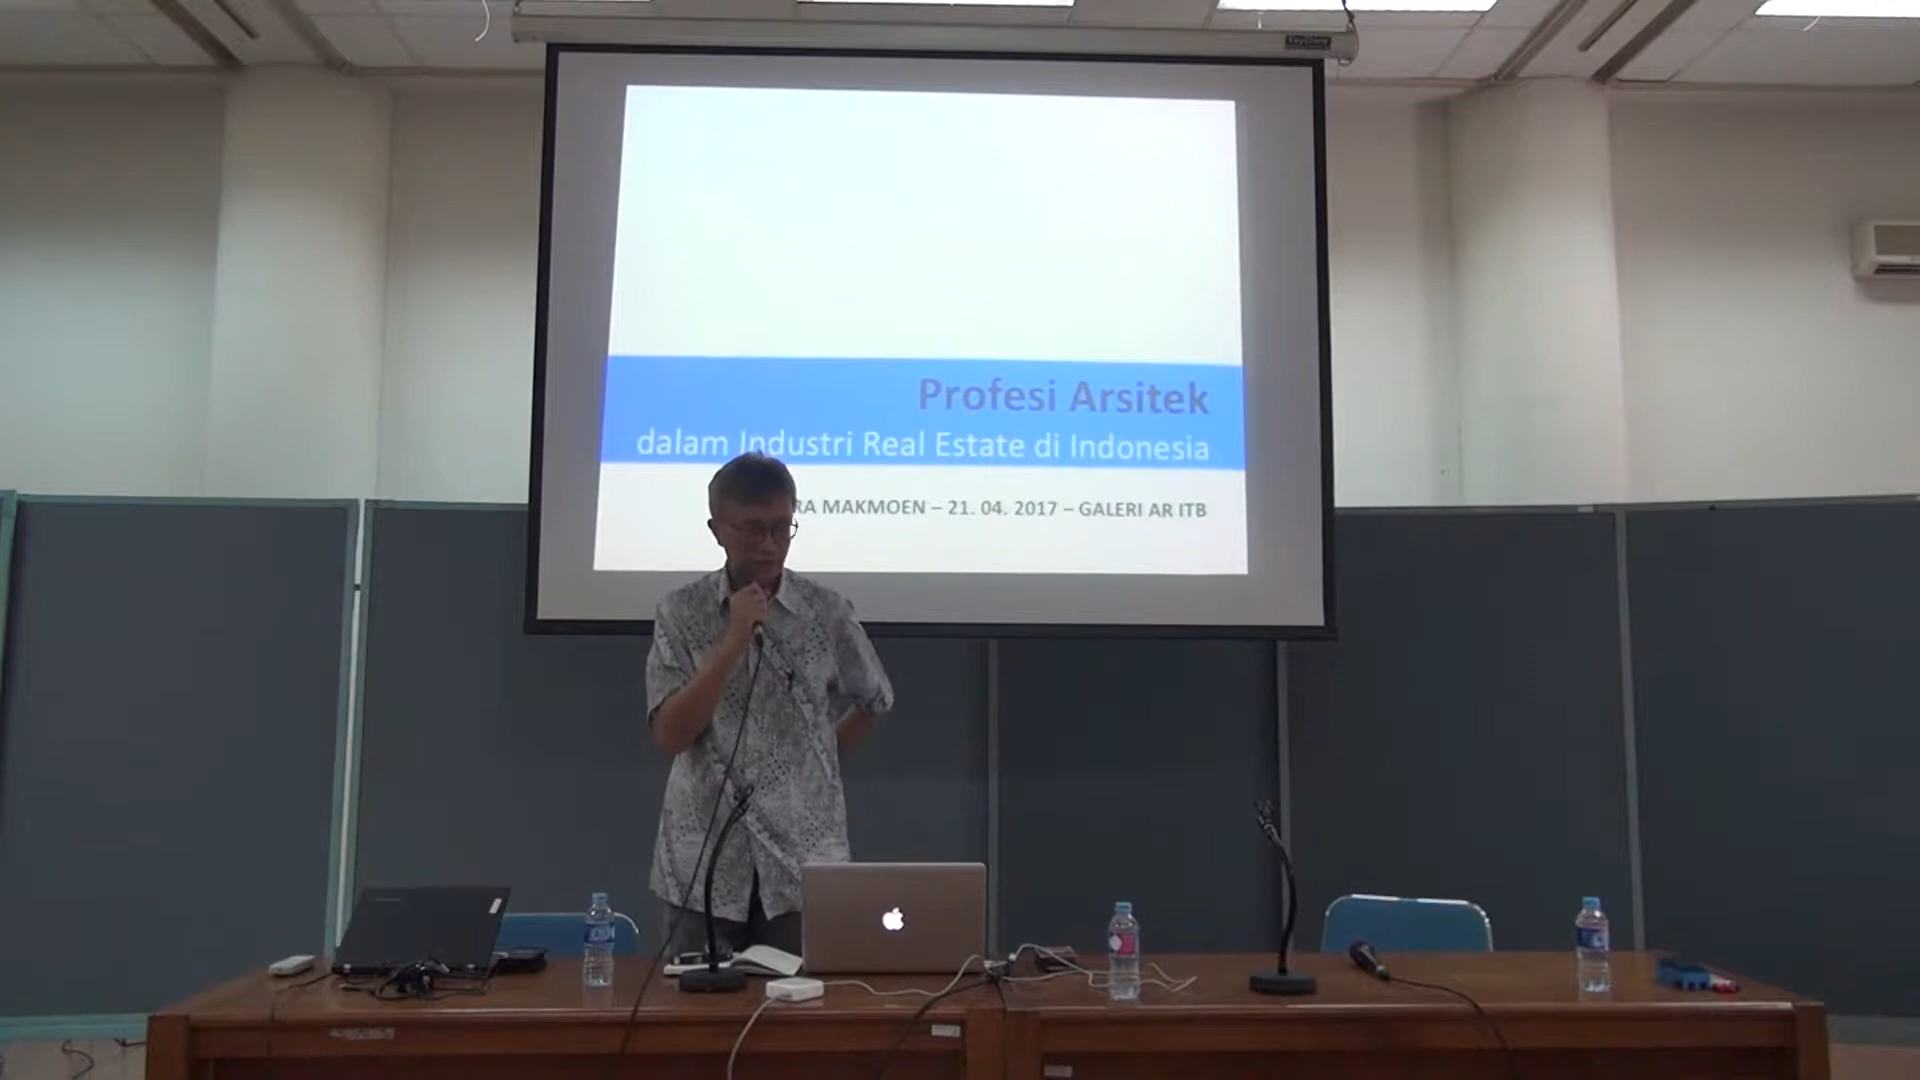 Profesi Arsitek
dalam Industri Real Estate di Indonesia
RA MAKMOEN – 21. 04. 2017 – GALERI AR ITB